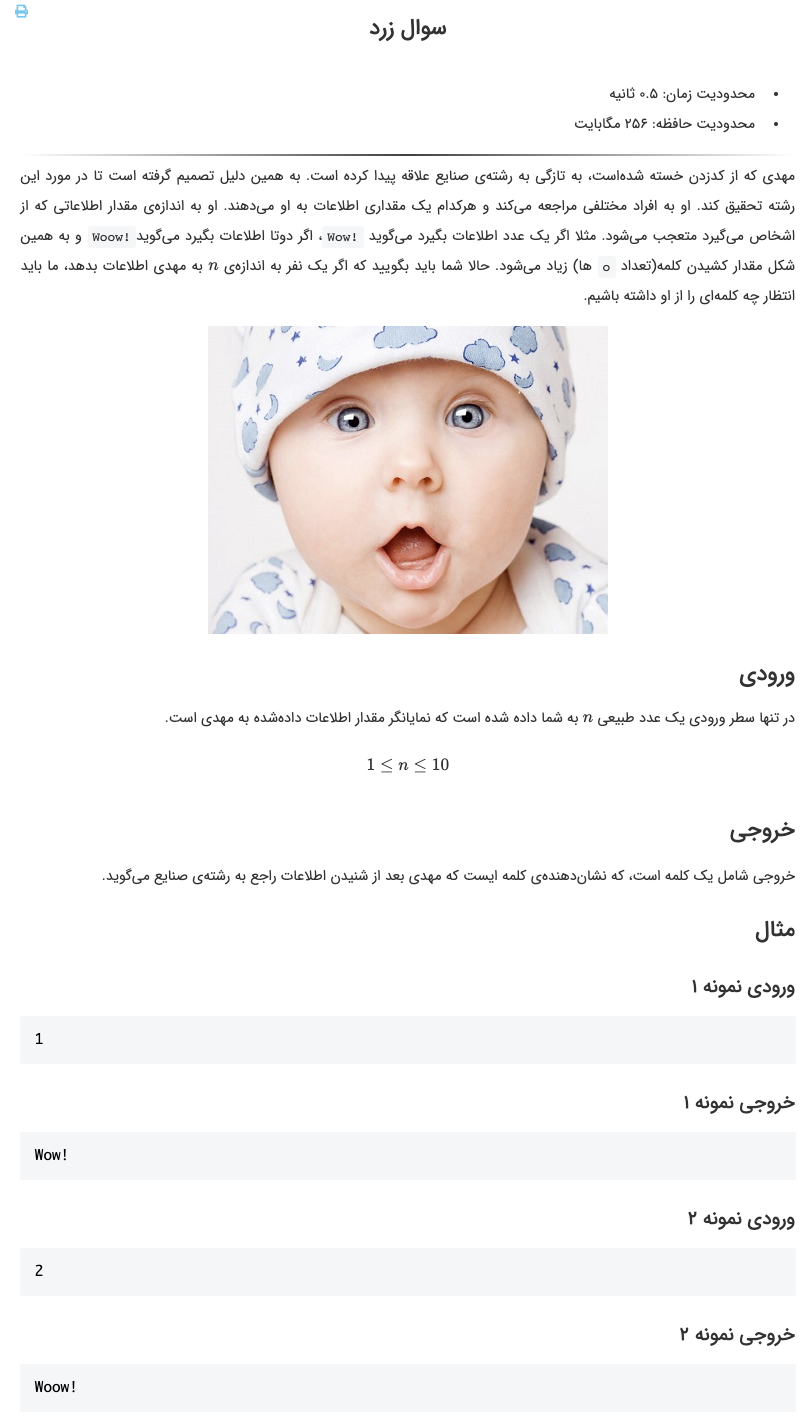 سوال زرد
محدودیت زمان: ۰.۵ ثانیه
محدودیت حافظه: ۲۵۶ مگابایت
مهدی که از کدزدن خسته شده‌است، به تازگی به رشته‌ی صنایع علاقه پیدا کرده است. به همین دلیل تصمیم گرفته است تا در مورد این
رشته تحقیق کند. او به افراد مختلفی مراجعه می‌کند و هرکدام یک مقداری اطلاعات به او می‌دهند. او به اندازه‌ی مقدار اطلاعاتی که از
اشخاص می‌گیرد متعجب می‌شود. مثلا اگر یک عدد اطلاعات بگیرد می‌گوید Wow! ، اگر دوتا اطلاعات بگیرد می‌گوید Woow! و به همین
شکل مقدار کشیدن کلمه(تعداد o ها) زیاد می‌شود. حالا شما باید بگویید که اگر یک نفر به اندازه‌ی n به مهدی اطلاعات بدهد، ما باید
انتظار چه کلمه‌ای را از او داشته باشیم.
ورودی
در تنها سطر ورودی یک عدد طبیعی n به شما داده شده است که نمایانگر مقدار اطلاعات داده‌شده به مهدی است.
1 ≤ n ≤ 10
خروجی
خروجی شامل یک کلمه است، که نشان‌دهنده‌ی کلمه ایست که مهدی بعد از شنیدن اطلاعات راجع به رشته‌ی صنایع می‌گوید.
مثال
ورودی نمونه ۱
1
خروجی نمونه ۱
Wow!
ورودی نمونه ۲
2
خروجی نمونه ۲
Woow!